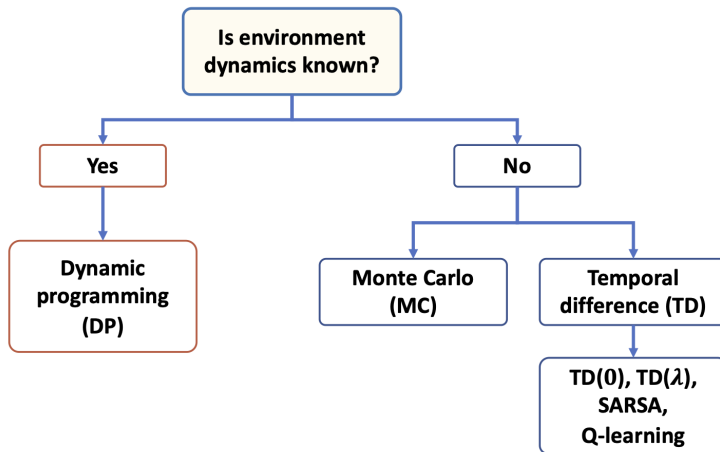 Is environment
dynamics known?
Yes
No
Dynamic
programming
(DP)
Monte Carlo
(MC)
Temporal
difference (TD)
TD(0), TD(λ),
SARSA,
Q-learning